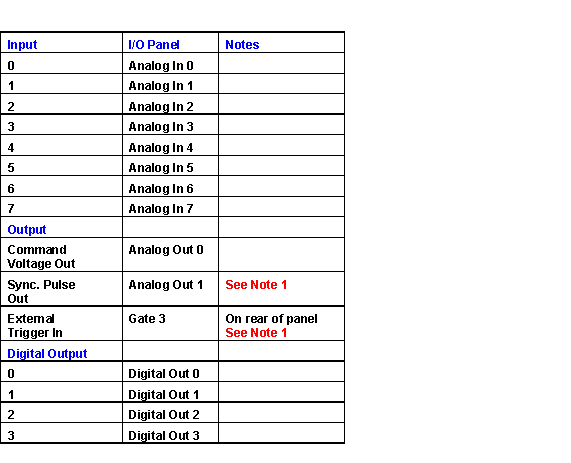 Input I/O Panel Notes
0 Analog In 0
1 Analog In 1
2 Analog In 2
3 Analog In 3
4 Analog In 4
5 Analog In 5
6 Analog In 6
7 Analog In 7
Output
Command Analog Out 0
Voltage Out
Sync. Pulse Analog Out 1 See Note 1
Out
External Gate 3 On rear of panel
Trigger In See Note 1
Digital Output
0 Digital Out 0
1 Digital Out 1
2 Digital Out 2
3 Digital Out 3